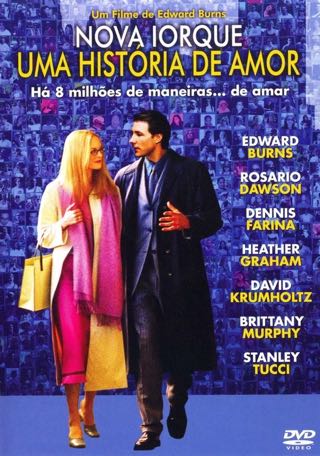 Um Filme de Edward Burns
NOVA IORQUE
UMA HISTÓRIA DE AMOR
Há 8 milhões de maneiras... de amar
EDWARD
BURNS
ROSARIO
DAWSON
DENNIS
FARINA
HEATHER
GRAHAM
DAVID
KRUMHOLTZ
BRITTANY
MURPHY
STANLEY
TUCCI
DVD
VIDEO